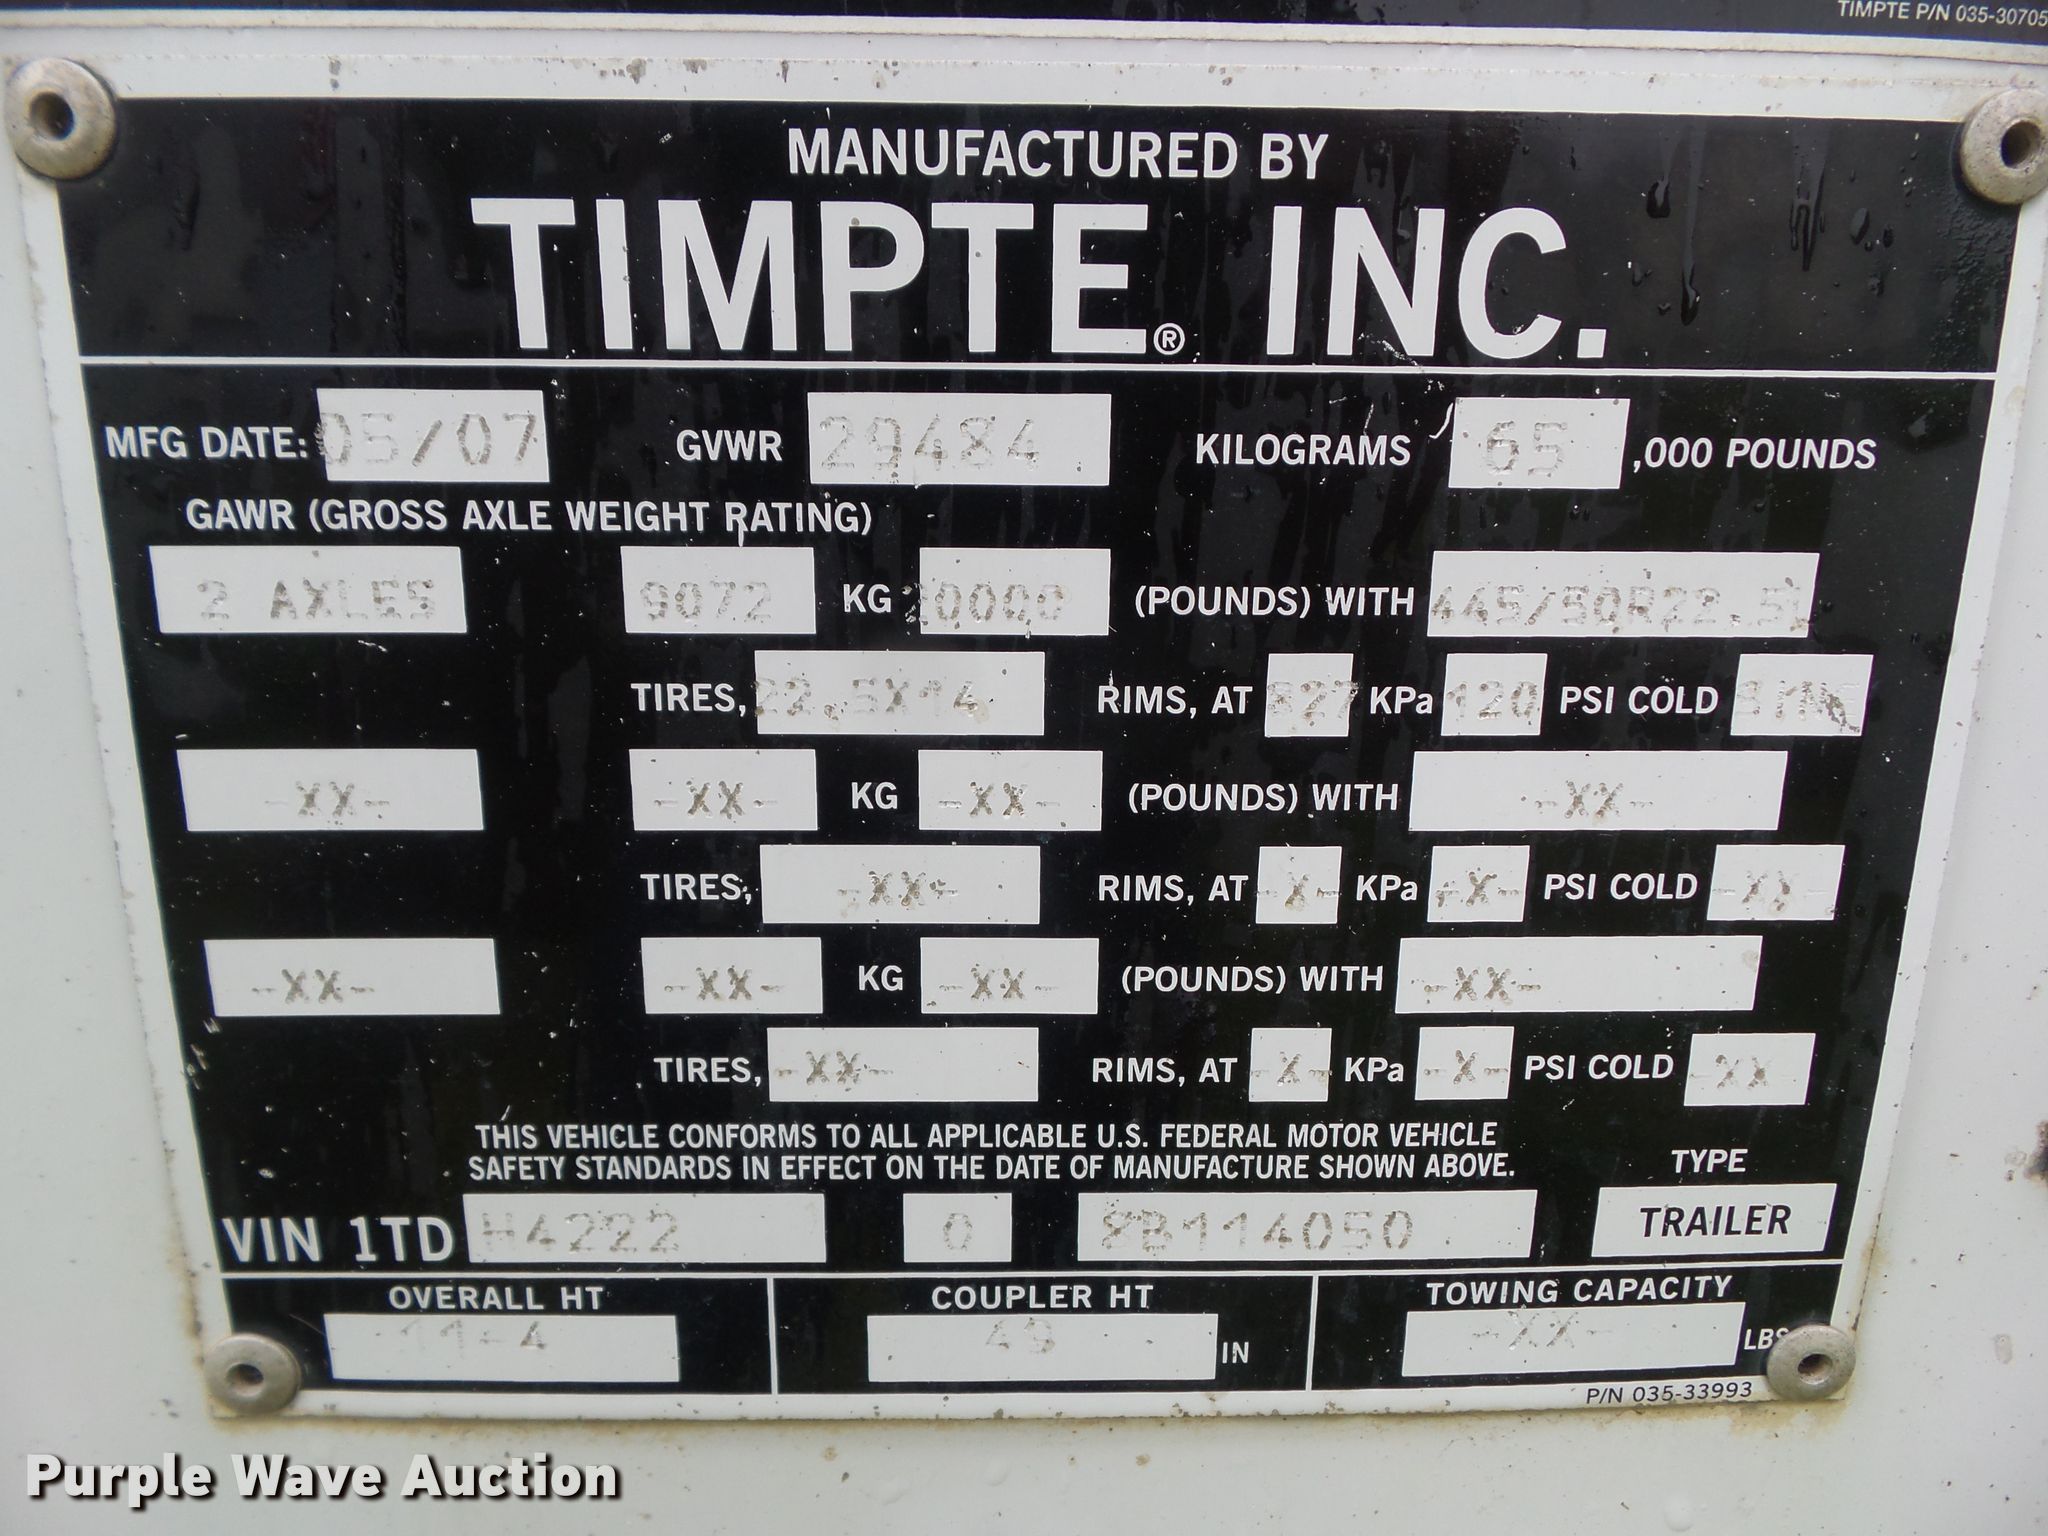 TIMPTE P/N 035-30705
MANUFACTURED BY
TIMPTE® INC.
MFG DATE: 05/07 GVWR 29484 KILOGRAMS 65 ,000 POUNDS
GAWR (GROSS AXLE WEIGHT RATING)
2 AXLES 9072 KG 20000 (POUNDS) WITH 445/50R22.5L
TIRES, 22.5X14 RIMS, AT 827 KPa 120 PSI COLD
-XX- -XX- KG -XX- (POUNDS) WITH -XX-
TIRES, -XX- RIMS, AT -X- KPa -X- PSI COLD -XX-
-XX- -XX- KG -XX- (POUNDS) WITH -XX-
TIRES, -XX- RIMS, AT -X- KPa -X- PSI COLD -XX-
THIS VEHICLE CONFORMS TO ALL APPLICABLE U.S. FEDERAL MOTOR VEHICLE
SAFETY STANDARDS IN EFFECT ON THE DATE OF MANUFACTURE SHOWN ABOVE.
TYPE
VIN 1TD H4222 0 8B114050 TRAILER
OVERALL HT COUPLER HT TOWING CAPACITY
11-4 49 IN -XX- LBS
P/N 035-33993
Purple Wave Auction